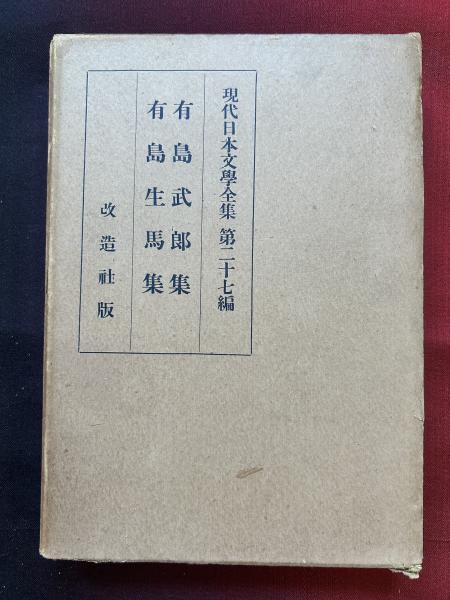 現代日本文學全集 第二十七編
有島武郎集
有島生馬集
改造社版